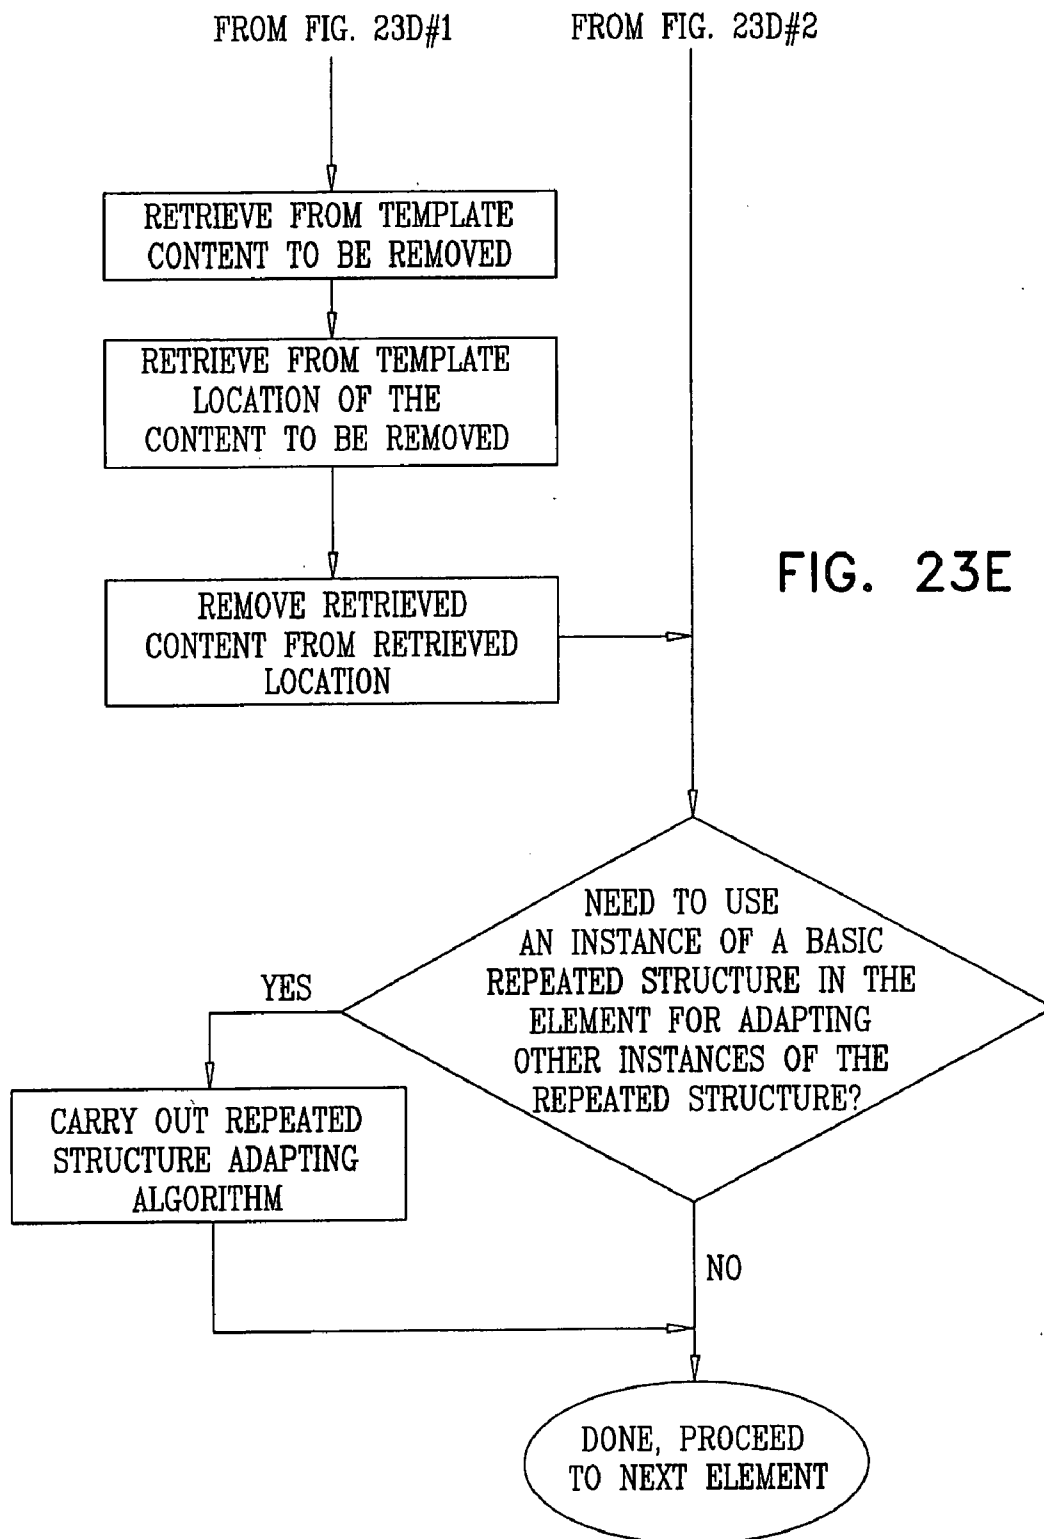 FROM FIG. 23D#1
FROM FIG. 23D#2
RETRIEVE FROM TEMPLATE
CONTENT TO BE REMOVED
RETRIEVE FROM TEMPLATE
LOCATION OF THE
CONTENT TO BE REMOVED
REMOVE RETRIEVED
CONTENT FROM RETRIEVED
LOCATION
FIG. 23E
NEED TO USE
AN INSTANCE OF A BASIC
REPEATED STRUCTURE IN THE
ELEMENT FOR ADAPTING
OTHER INSTANCES OF THE
REPEATED STRUCTURE?
YES
CARRY OUT REPEATED
STRUCTURE ADAPTING
ALGORITHM
NO
DONE, PROCEED
TO NEXT ELEMENT